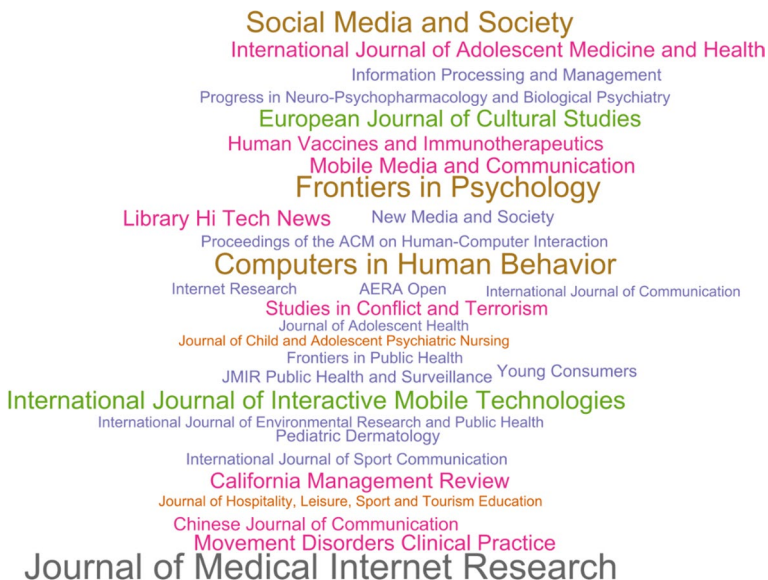 Social Media and Society
International Journal of Adolescent Medicine and Health
Information Processing and Management
Progress in Neuro-Psychopharmacology and Biological Psychiatry
European Journal of Cultural Studies
Human Vaccines and Immunotherapeutics
Mobile Media and Communication
Frontiers in Psychology
Library Hi Tech News
New Media and Society
Proceedings of the ACM on Human-Computer Interaction
Computers in Human Behavior
Internet Research
AERA Open
International Journal of Communication
Studies in Conflict and Terrorism
Journal of Adolescent Health
Journal of Child and Adolescent Psychiatric Nursing
Frontiers in Public Health
JMIR Public Health and Surveillance
Young Consumers
International Journal of Interactive Mobile Technologies
International Journal of Environmental Research and Public Health
Pediatric Dermatology
International Journal of Sport Communication
California Management Review
Journal of Hospitality, Leisure, Sport and Tourism Education
Chinese Journal of Communication
Movement Disorders Clinical Practice
Journal of Medical Internet Research